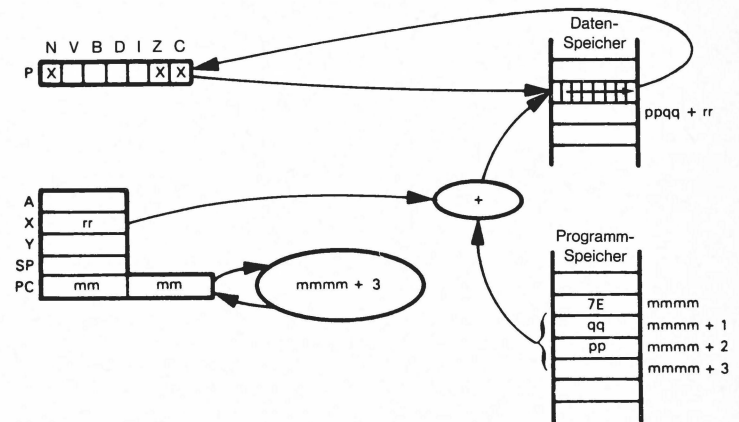 Daten-
Speicher
N V B D I Z C
P X X X
ppqq + rr
A
X rr
Y
SP
PC mm mm
mmmm + 3
+
Programm-
Speicher
7E mmmm
qq mmmm + 1
pp mmmm + 2
mmmm + 3